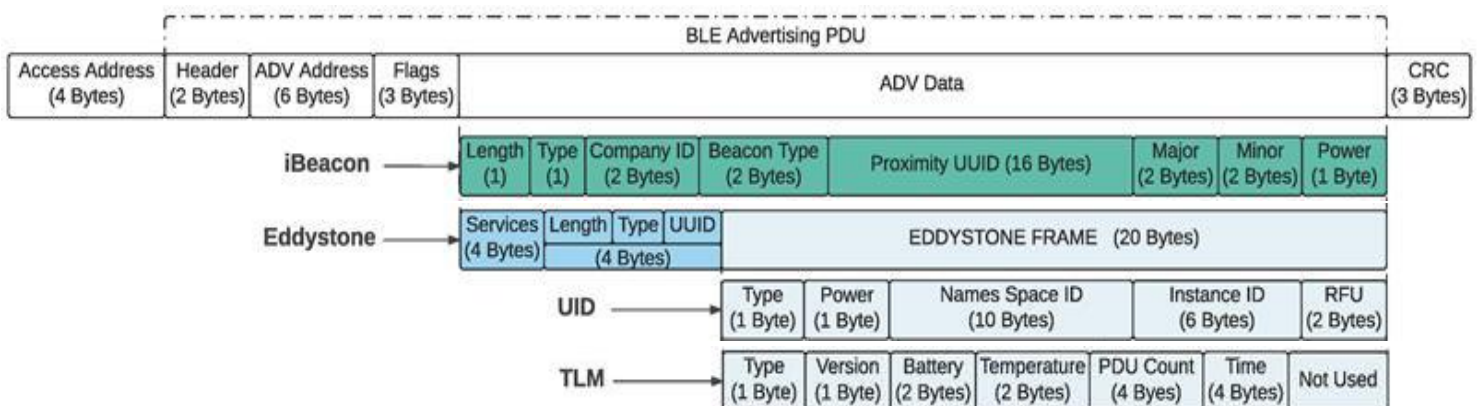 BLE Advertising PDU
Access Address
(4 Bytes)
Header
(2 Bytes)
ADV Address
(6 Bytes)
Flags
(3 Bytes)
ADV Data
CRC
(3 Bytes)
iBeacon
Length
(1)
Type
(1)
Company ID
(2 Bytes)
Beacon Type
(2 Bytes)
Proximity UUID (16 Bytes)
Major
(2 Bytes)
Minor
(2 Bytes)
Power
(1 Byte)
Eddystone
Services
(4 Bytes)
Length
Type
UUID
(4 Bytes)
EDDYSTONE FRAME (20 Bytes)
UID
Type
(1 Byte)
Power
(1 Byte)
Names Space ID
(10 Bytes)
Instance ID
(6 Bytes)
RFU
(2 Bytes)
TLM
Type
(1 Byte)
Version
(1 Byte)
Battery
(2 Bytes)
Temperature
(2 Bytes)
PDU Count
(4 Byes)
Time
(4 Bytes)
Not Used